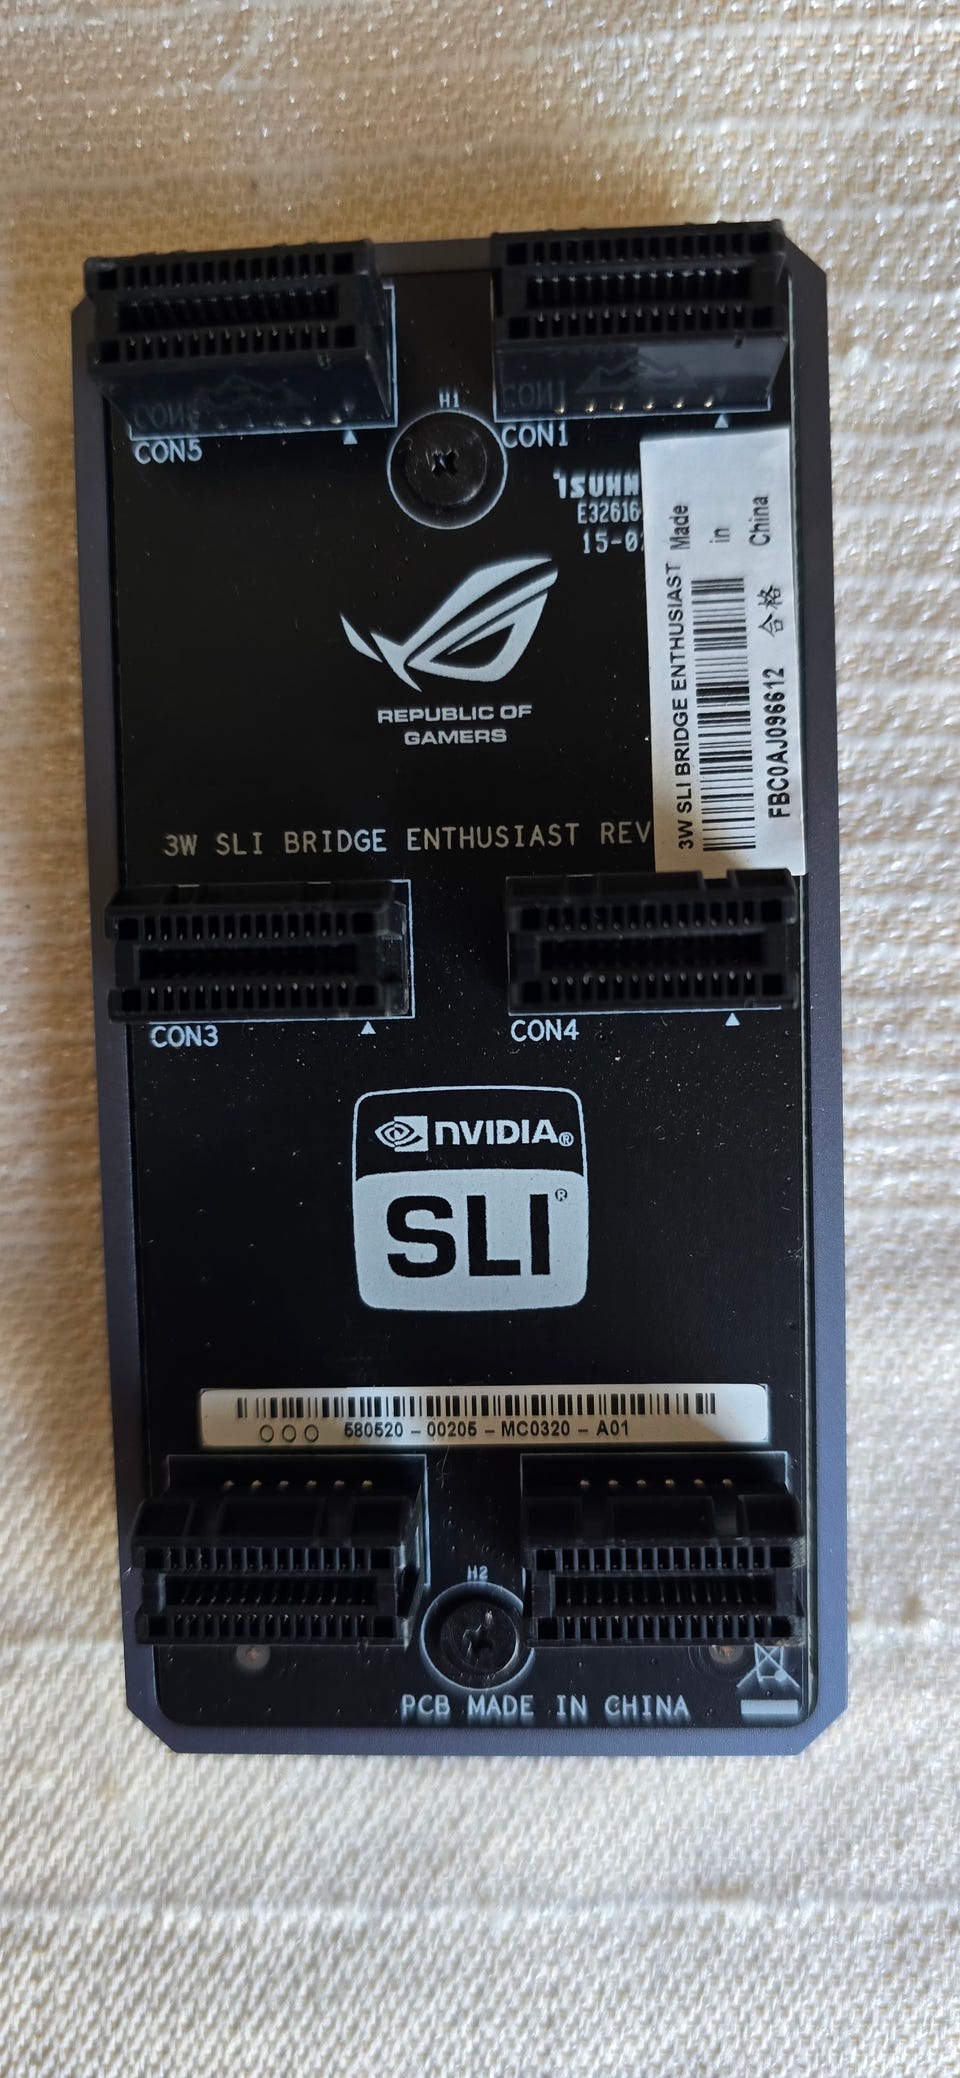 H1
CON5
CON1
E32616
15-0
REPUBLIC OF
GAMERS
3W SLI BRIDGE ENTHUSIAST REV
3W SLI BRIDGE ENTHUSIAST
Made
in
China
FBC0AJ096612 合格
CON3
CON4
NVIDIA®
SLI®
580520 - 00205 - MC0320 - A01
H2
PCB MADE IN CHINA